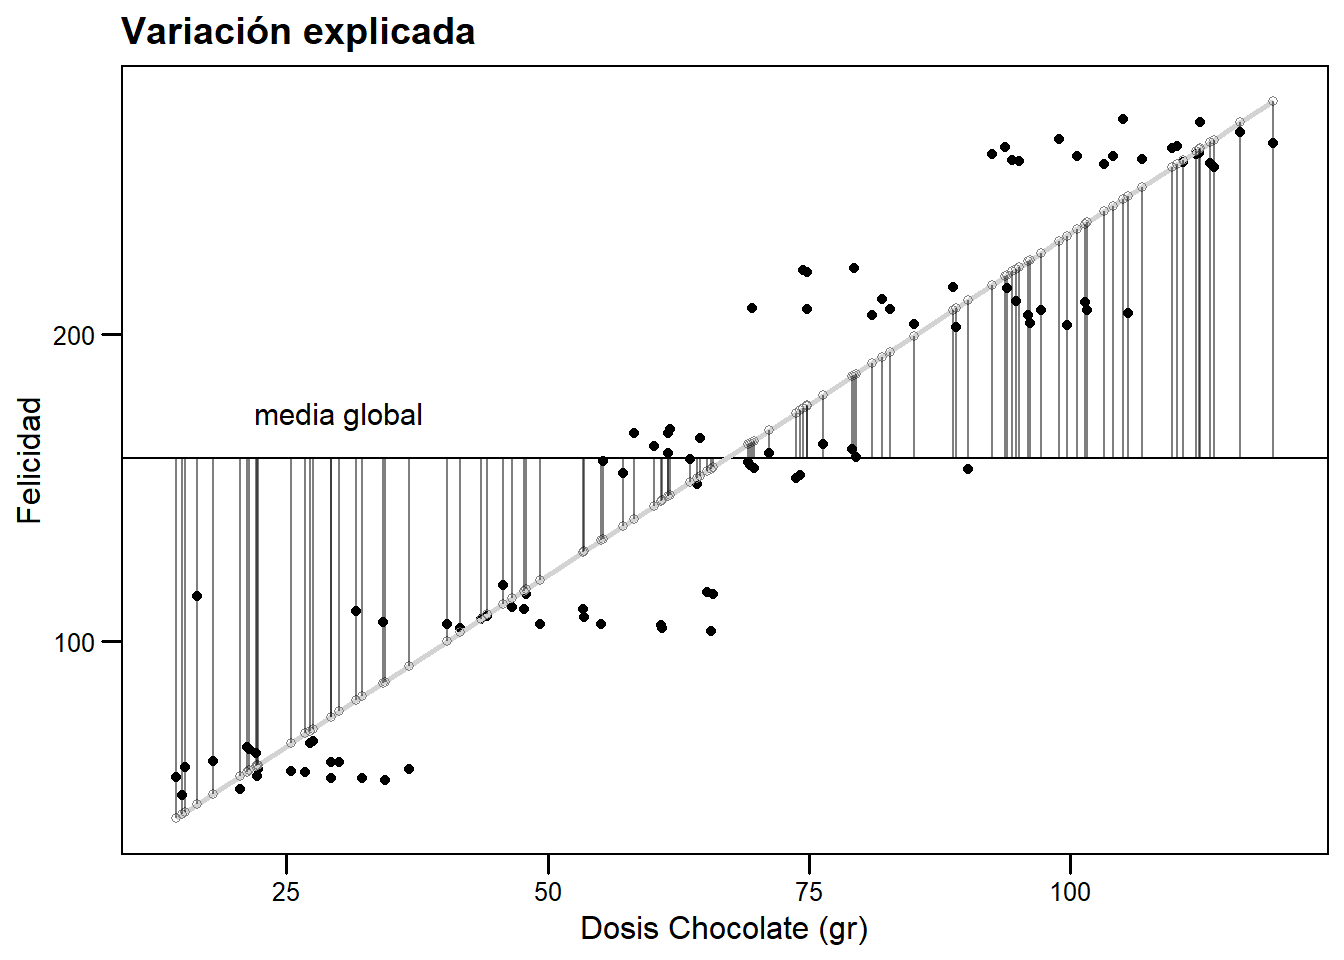 Variación explicada
Felicidad
200
100
media global
25
50
75
100
Dosis Chocolate (gr)